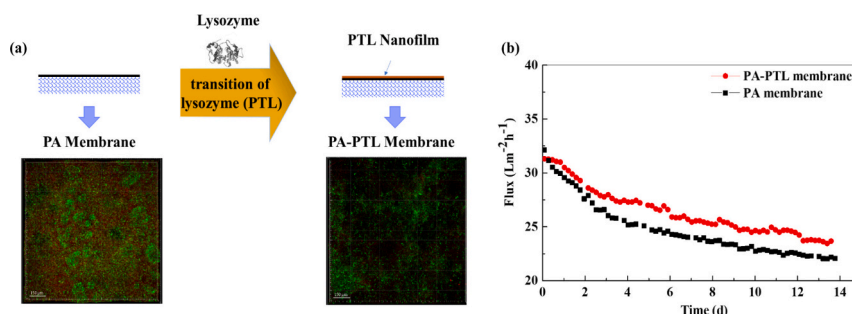 (a)
Lysozyme
transition of
lysozyme (PTL)
PTL Nanofilm
PA Membrane
PA-PTL Membrane
(b)
PA-PTL membrane
PA membrane
Flux (Lm⁻²h⁻¹)
40
35
30
25
20
0 2 4 6 8 10 12 14
Time (d)